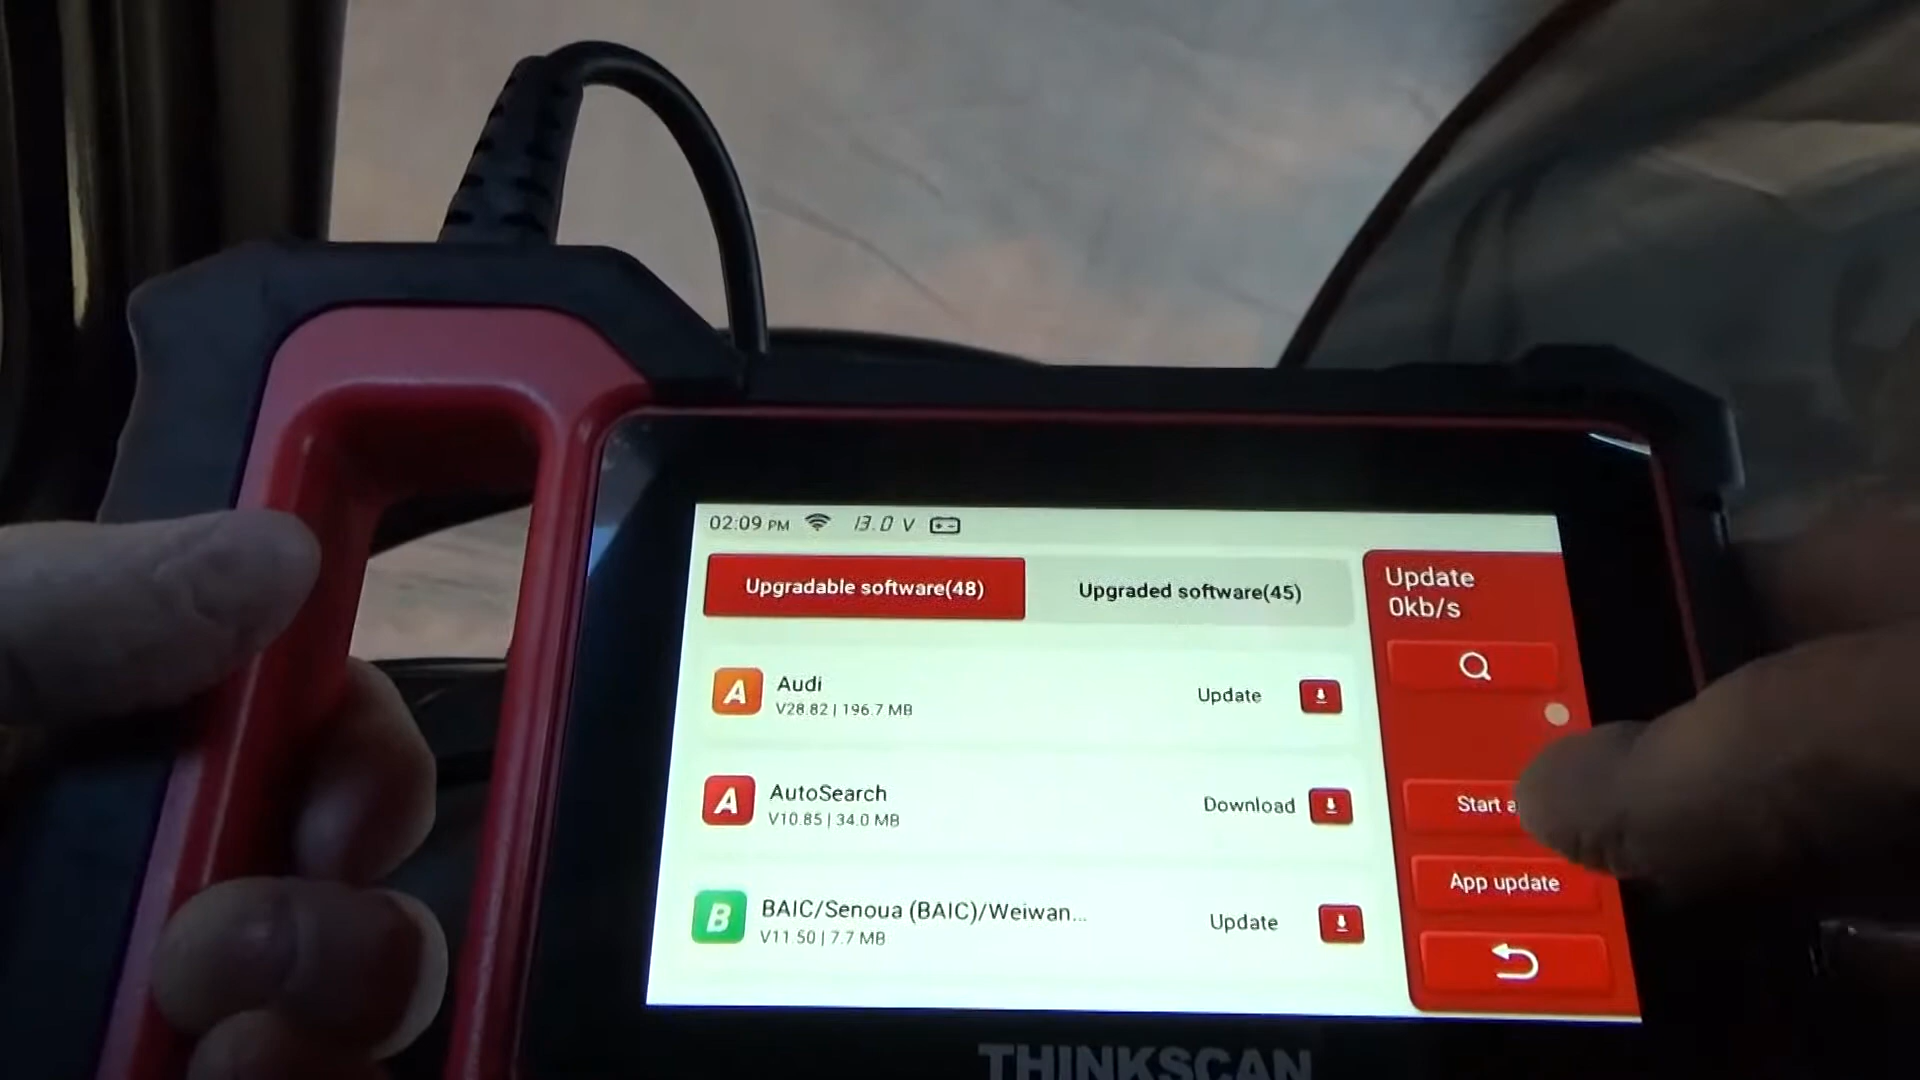 02:09 PM 13.0 V
Upgradable software(48)
Upgraded software(45)
Update
0kb/s
A
Audi
V28.82 | 196.7 MB
Update
A
AutoSearch
V10.85 | 34.0 MB
Download
Start
B
BAIC/Senoua (BAIC)/Weiwan...
V11.50 | 7.7 MB
Update
App update
THINKSCAN